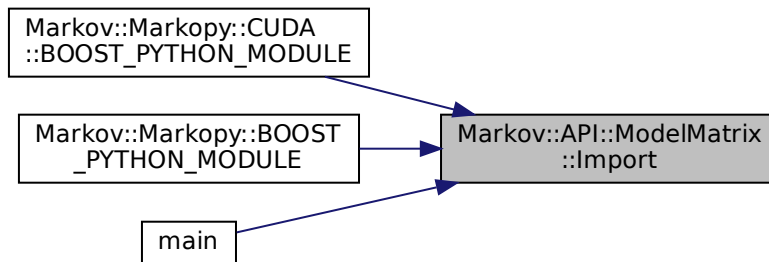 Markov::Markopy::CUDA
::BOOST_PYTHON_MODULE
Markov::Markopy::BOOST
_PYTHON_MODULE
main
Markov::API::ModelMatrix
::Import